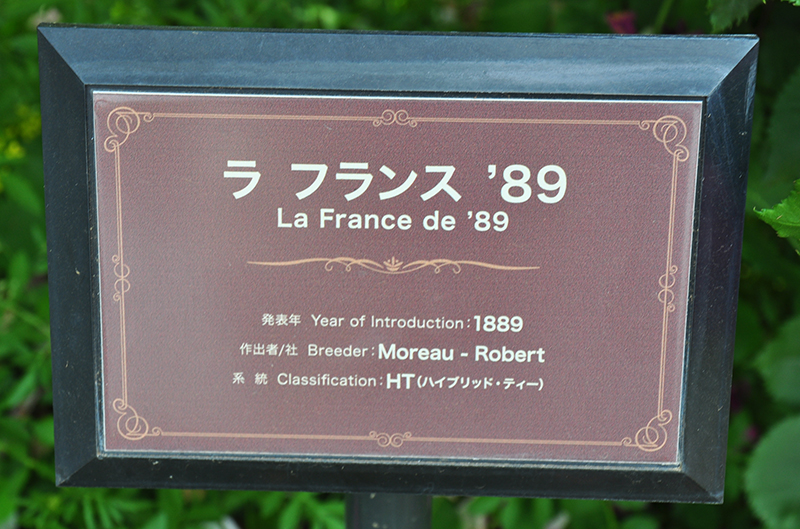 ラ フランス ’89
La France de ’89
発表年 Year of Introduction : 1889
作出者/社 Breeder : Moreau - Robert
系 統 Classification : HT (ハイブリッド・ティー)